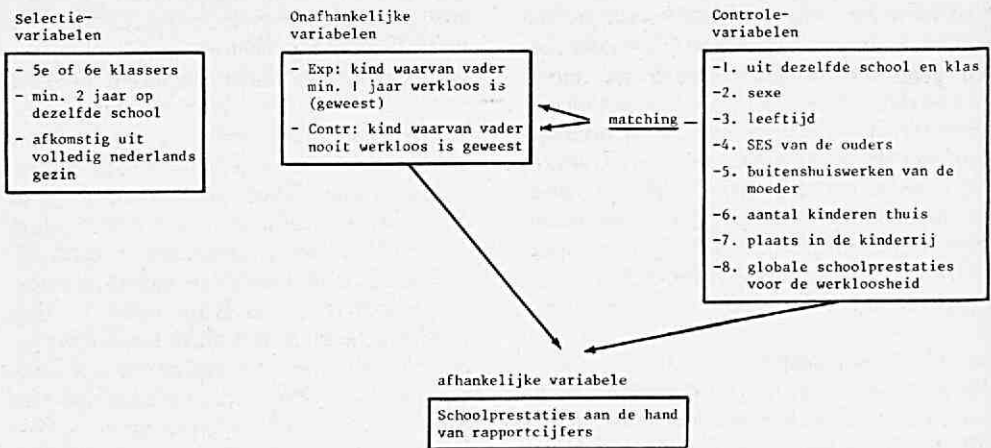 Selectie-
variabelen
- 5e of 6e klassers
- min. 2 jaar op
dezelfde school
- afkomstig uit
volledig nederlands
gezin
Onafhankelijke
variabelen
- Exp: kind waarvan vader
min. 1 jaar werkloos is
(geweest)
- Contr: kind waarvan vader
nooit werkloos is geweest
matching
Controle-
variabelen
-1. uit dezelfde school en klas
-2. sexe
-3. leeftijd
-4. SES van de ouders
-5. buitenshuiswerken van de
moeder
-6. aantal kinderen thuis
-7. plaats in de kinderrij
-8. globale schoolprestaties
voor de werkloosheid
afhankelijke variabele
Schoolprestaties aan de hand
van rapportcijfers